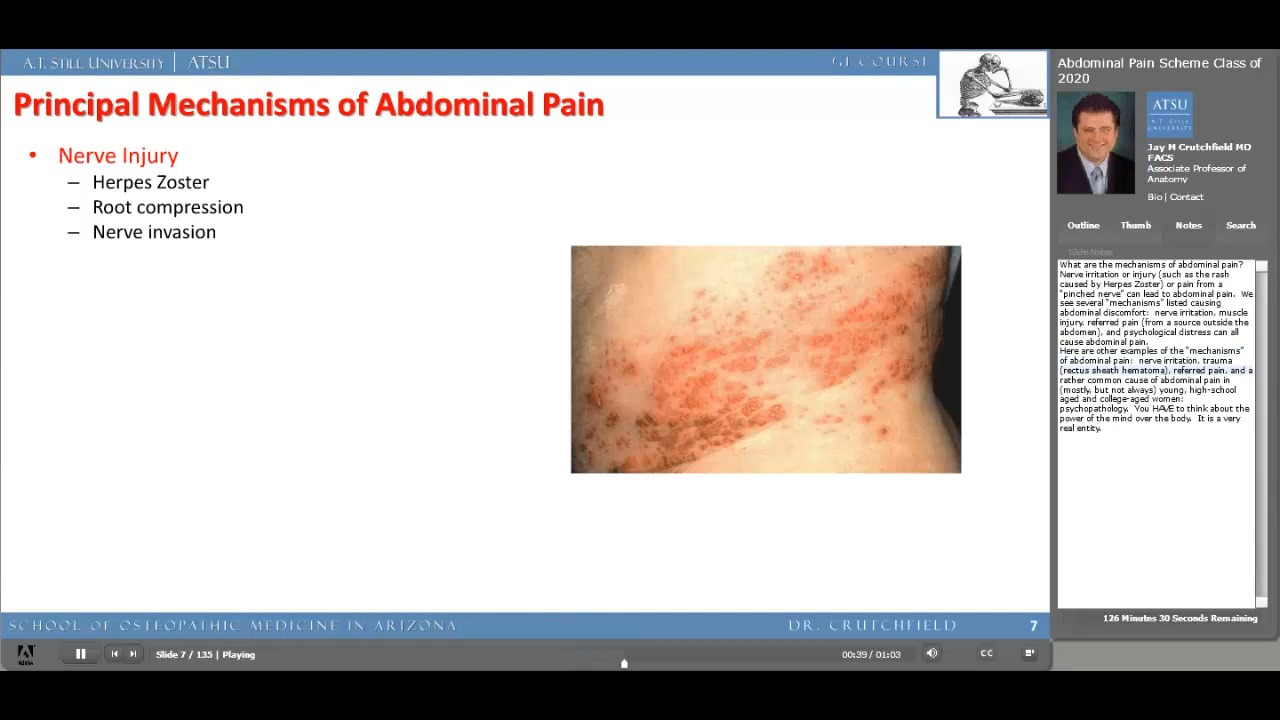 A.T. STILL UNIVERSITY | ATSU
GI COURSE
Principal Mechanisms of Abdominal Pain
• Nerve Injury
– Herpes Zoster
– Root compression
– Nerve invasion
SCHOOL OF OSTEOPATHIC MEDICINE IN ARIZONA
DR. CRUTCHFIELD
7
Slide 7 / 135 | Playing
00:39 / 01:03
CC
Abdominal Pain Scheme Class of
2020
ATSU
A.T. STILL
UNIVERSITY
Jay M Crutchfield MD
FACS
Associate Professor of
Anatomy
Bio | Contact
Outline
Thumb
Notes
Search
Slide Notes
What are the mechanisms of abdominal pain?
Nerve irritation or injury (such as the rash
caused by Herpes Zoster) or pain from a
"pinched nerve" can lead to abdominal pain. We
see several "mechanisms" listed causing
abdominal discomfort: nerve irritation, muscle
injury, referred pain (from a source outside the
abdomen), and psychological distress can all
cause abdominal pain.
Here are other examples of the "mechanisms"
of abdominal pain: nerve irritation, trauma
(rectus sheath hematoma), referred pain, and a
rather common cause of abdominal pain in
(mostly, but not always) young, high-school
aged and college-aged women:
psychopathology. You HAVE to think about the
power of the mind over the body. It is a very
real entity.
126 Minutes 30 Seconds Remaining